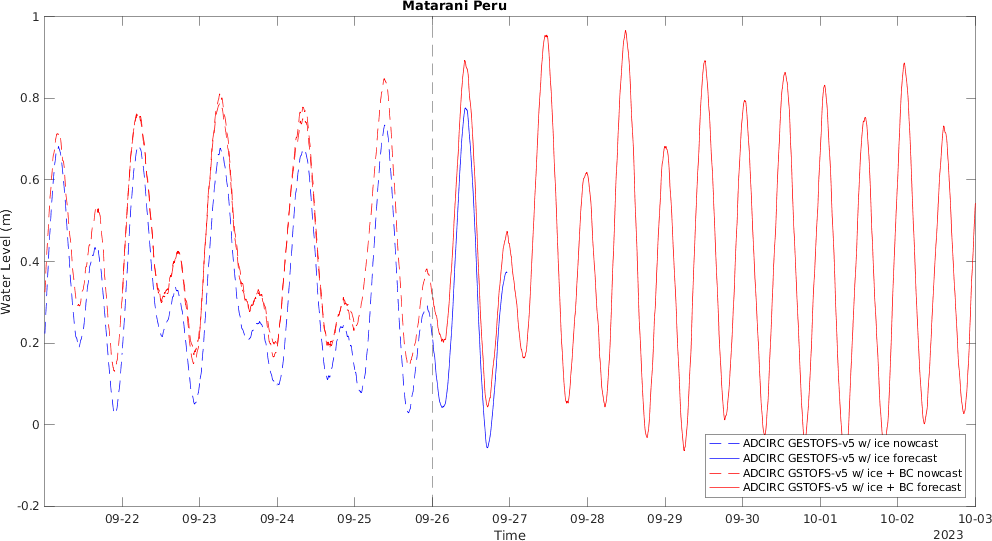 Matarani Peru
Water Level (m)
1
0.8
0.6
0.4
0.2
0
-0.2
09-22 09-23 09-24 09-25 09-26 09-27 09-28 09-29 09-30 10-01 10-02 10-03
Time
2023
ADCIRC GESTOFS-v5 w/ ice nowcast
ADCIRC GESTOFS-v5 w/ ice forecast
ADCIRC GSTOFS-v5 w/ ice + BC nowcast
ADCIRC GSTOFS-v5 w/ ice + BC forecast